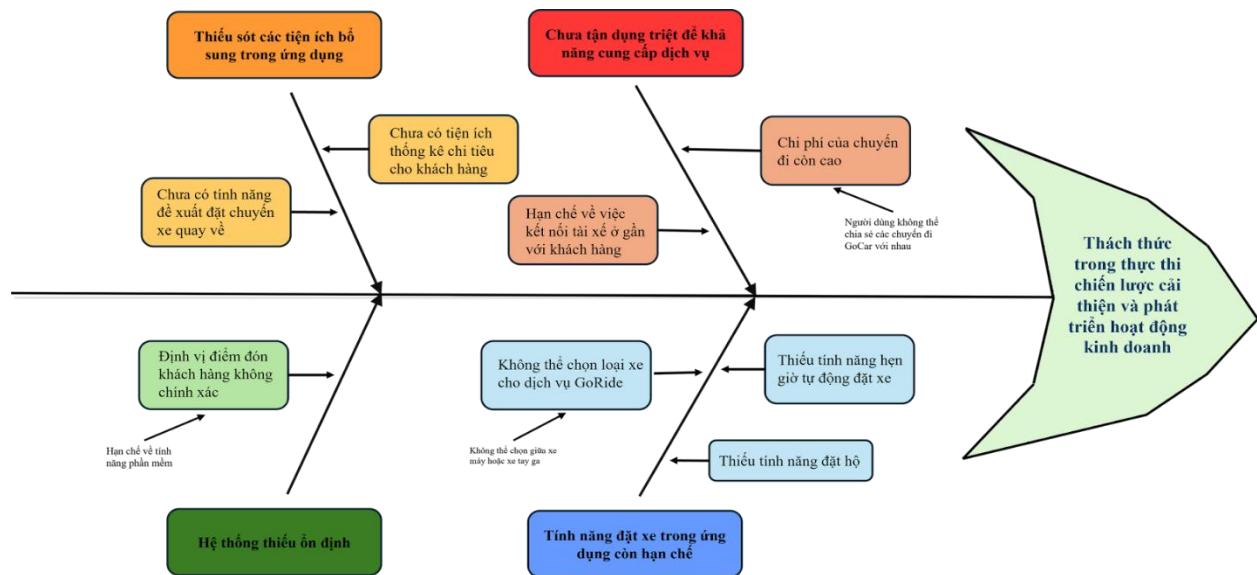 Thiếu sót các tiện ích bổ
sung trong ứng dụng
Chưa tận dụng triệt để khả
năng cung cấp dịch vụ
Chưa có tiện ích
thống kê chi tiêu
cho khách hàng
Chưa có tính năng
đề xuất đặt chuyến
xe quay về
Chi phí của chuyến
đi còn cao
Hạn chế về việc
kết nối tài xế ở gần
với khách hàng
Người dùng không thể
chia sẻ các chuyến đi
GoCar với nhau
Thách thức
trong thực thi
chiến lược cải
thiện và phát
triển hoạt động
kinh doanh
Định vị điểm đón
khách hàng không
chính xác
Hạn chế về tính
năng phần mềm
Không thể chọn loại xe
cho dịch vụ GoRide
Không thể chọn giữa xe
máy hoặc xe tay ga
Thiếu tính năng hẹn
giờ tự động đặt xe
Thiếu tính năng đặt hộ
Hệ thống thiếu ổn định
Tính năng đặt xe trong ứng
dụng còn hạn chế